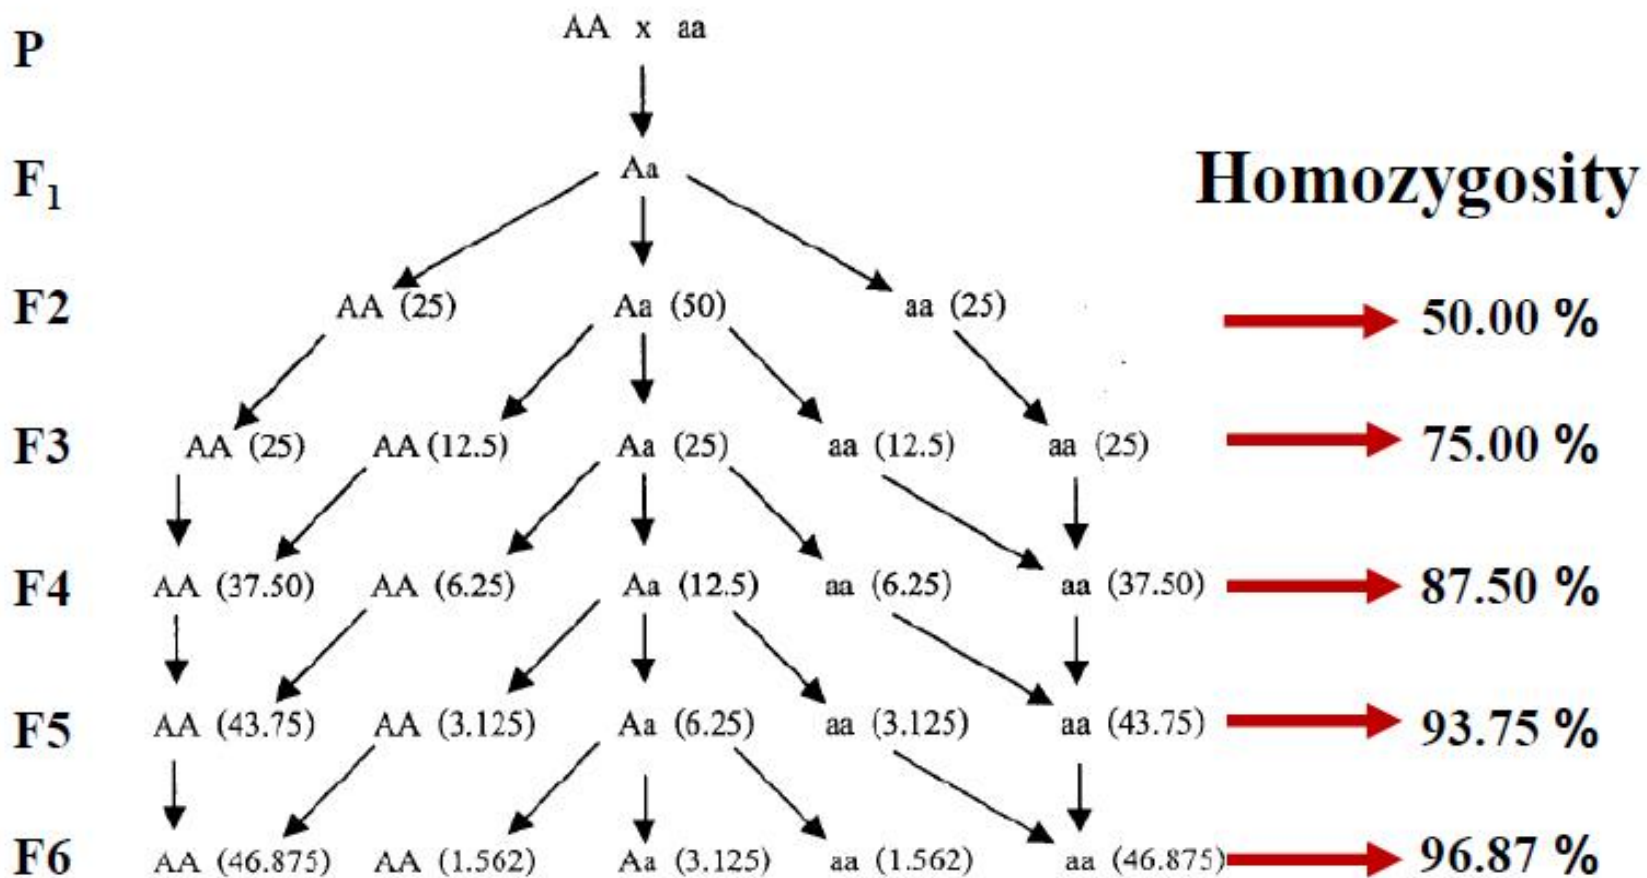 P AA x aa
F1 Aa
Homozygosity
F2 AA (25) Aa (50) aa (25) 50.00 %
F3 AA (25) AA (12.5) Aa (25) aa (12.5) aa (25) 75.00 %
F4 AA (37.50) AA (6.25) Aa (12.5) aa (6.25) aa (37.50) 87.50 %
F5 AA (43.75) AA (3.125) Aa (6.25) aa (3.125) aa (43.75) 93.75 %
F6 AA (46.875) AA (1.562) Aa (3.125) aa (1.562) aa (46.875) 96.87 %